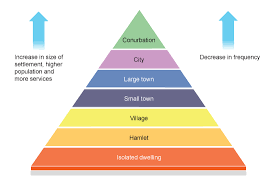 Conurbation
City
Large town
Small town
Village
Hamlet
Isolated dwelling
Increase in size of
settlement, higher
population and
more services
Decrease in frequency